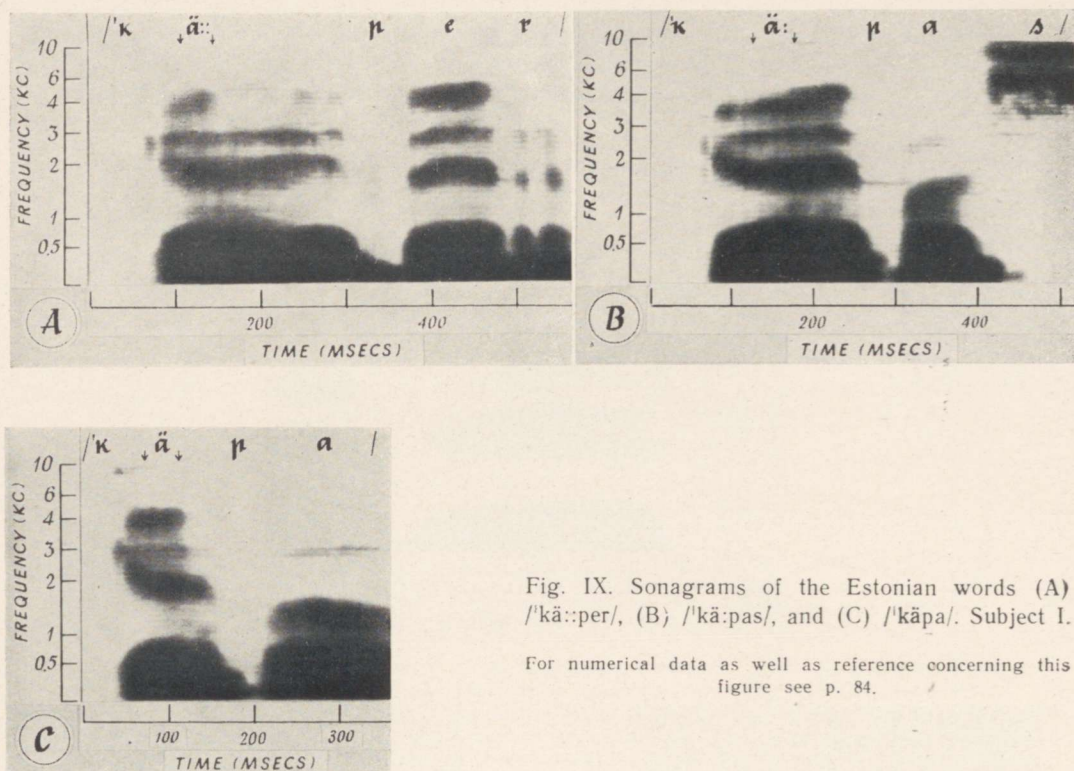 /ˈк ä:: p e r /
10
6
4
3
2
1
0.5
FREQUENCY (KC)
A
200 400
TIME (MSECS)
/ˈк ä: p a s /
10
6
4
3
2
1
0.5
FREQUENCY (KC)
B
200 400
TIME (MSECS)
/ˈк ä p a /
10
6
4
3
2
1
0.5
FREQUENCY (KC)
C
100 200 300
TIME (MSECS)
Fig. IX. Sonagrams of the Estonian words (A)
/ˈkä::per/, (B) /ˈkä:pas/, and (C) /ˈkäpa/. Subject I.
For numerical data as well as reference concerning this
figure see p. 84.